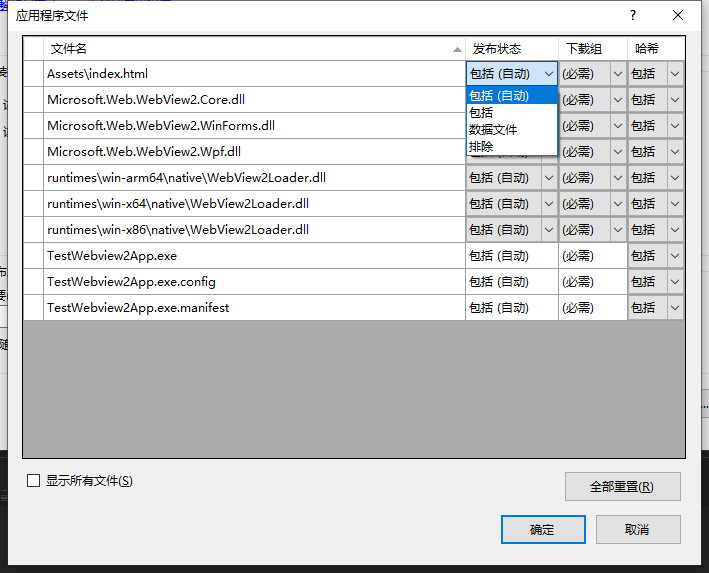 应用程序文件
文件名 发布状态 下载组 哈希
Assets\index.html 包括 (自动) (必需) 包括
包括 (自动)
包括
数据文件
排除
Microsoft.Web.WebView2.Core.dll (必需) 包括
Microsoft.Web.WebView2.WinForms.dll (必需) 包括
Microsoft.Web.WebView2.Wpf.dll (必需) 包括
runtimes\win-arm64\native\WebView2Loader.dll 包括 (自动) (必需) 包括
runtimes\win-x64\native\WebView2Loader.dll 包括 (自动) (必需) 包括
runtimes\win-x86\native\WebView2Loader.dll 包括 (自动) (必需) 包括
TestWebview2App.exe 包括 (自动) (必需) 包括
TestWebview2App.exe.config 包括 (自动) (必需) 包括
TestWebview2App.exe.manifest 包括 (自动) (必需) 包括
显示所有文件(S)
全部重置(R)
确定 取消